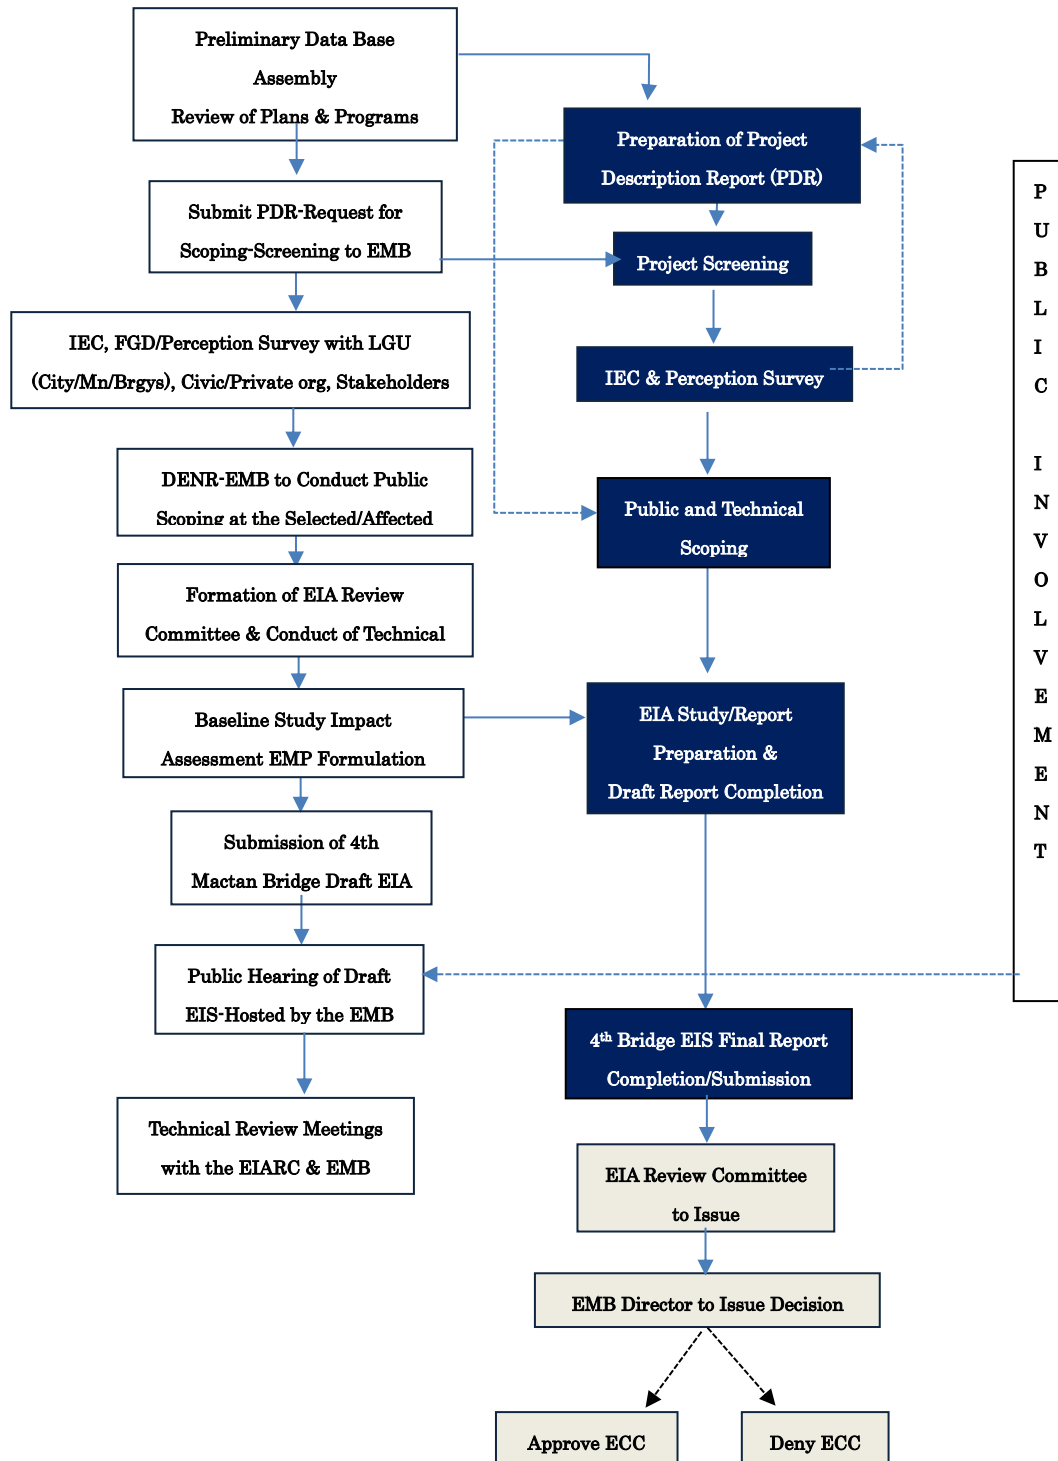 Preliminary Data Base
Assembly
Review of Plans & Programs
Submit PDR-Request for
Scoping-Screening to EMB
IEC, FGD/Perception Survey with LGU
(City/Mn/Brgys), Civic/Private org, Stakeholders
DENR-EMB to Conduct Public
Scoping at the Selected/Affected
Formation of EIA Review
Committee & Conduct of Technical
Baseline Study Impact
Assessment EMP Formulation
Submission of 4th
Mactan Bridge Draft EIA
Public Hearing of Draft
EIS-Hosted by the EMB
Technical Review Meetings
with the EIARC & EMB
Preparation of Project
Description Report (PDR)
Project Screening
IEC & Perception Survey
Public and Technical
Scoping
EIA Study/Report
Preparation &
Draft Report Completion
4th Bridge EIS Final Report
Completion/Submission
EIA Review Committee
to Issue
EMB Director to Issue Decision
Approve ECC
Deny ECC
P
U
B
L
I
C
I
N
V
O
L
V
E
M
E
N
T